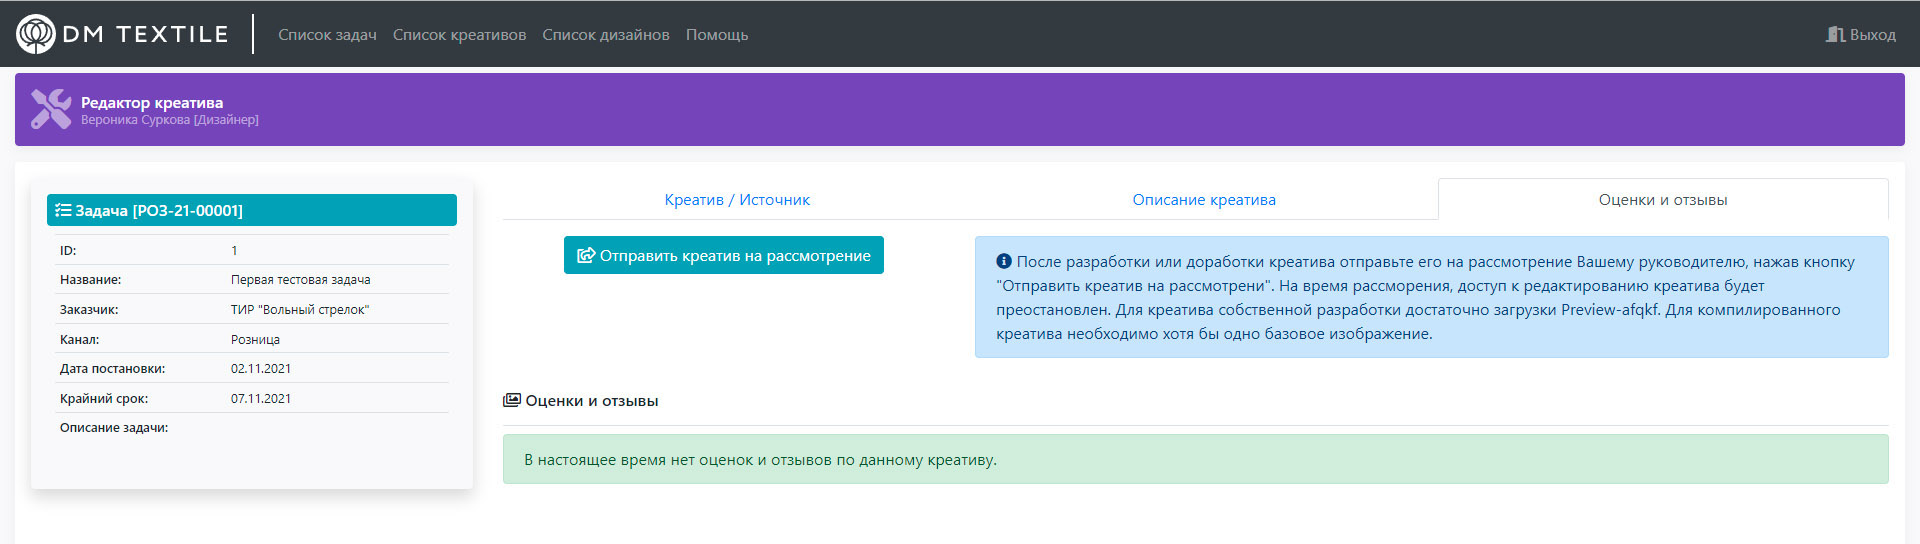 DM TEXTILE
Список задач Список креативов Список дизайнов Помощь
Выход
Редактор креатива
Вероника Суркова [Дизайнер]
Задача [РОЗ-21-00001]
ID: 1
Название: Первая тестовая задача
Заказчик: ТИР "Вольный стрелок"
Канал: Розница
Дата постановки: 02.11.2021
Крайний срок: 07.11.2021
Описание задачи:
Креатив / Источник Описание креатива Оценки и отзывы
Отправить креатив на рассмотрение
После разработки или доработки креатива отправьте его на рассмотрение Вашему руководителю, нажав кнопку
"Отправить креатив на рассмотрени". На время рассморения, доступ к редактированию креатива будет
преостановлен. Для креатива собственной разработки достаточно загрузки Preview-afqkf. Для компилированного
креатива необходимо хотя бы одно базовое изображение.
Оценки и отзывы
В настоящее время нет оценок и отзывов по данному креативу.